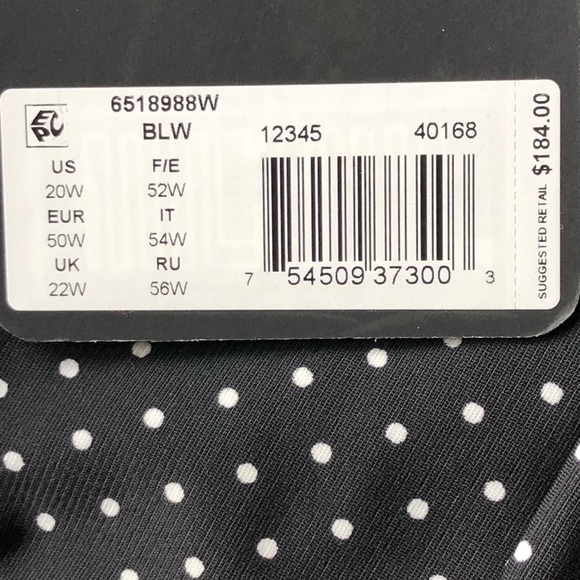 EPC
6518988W
BLW
12345 40168
US F/E
20W 52W
EUR IT
50W 54W
UK RU
22W 56W
7 54509 37300 3
SUGGESTED RETAIL $184.00